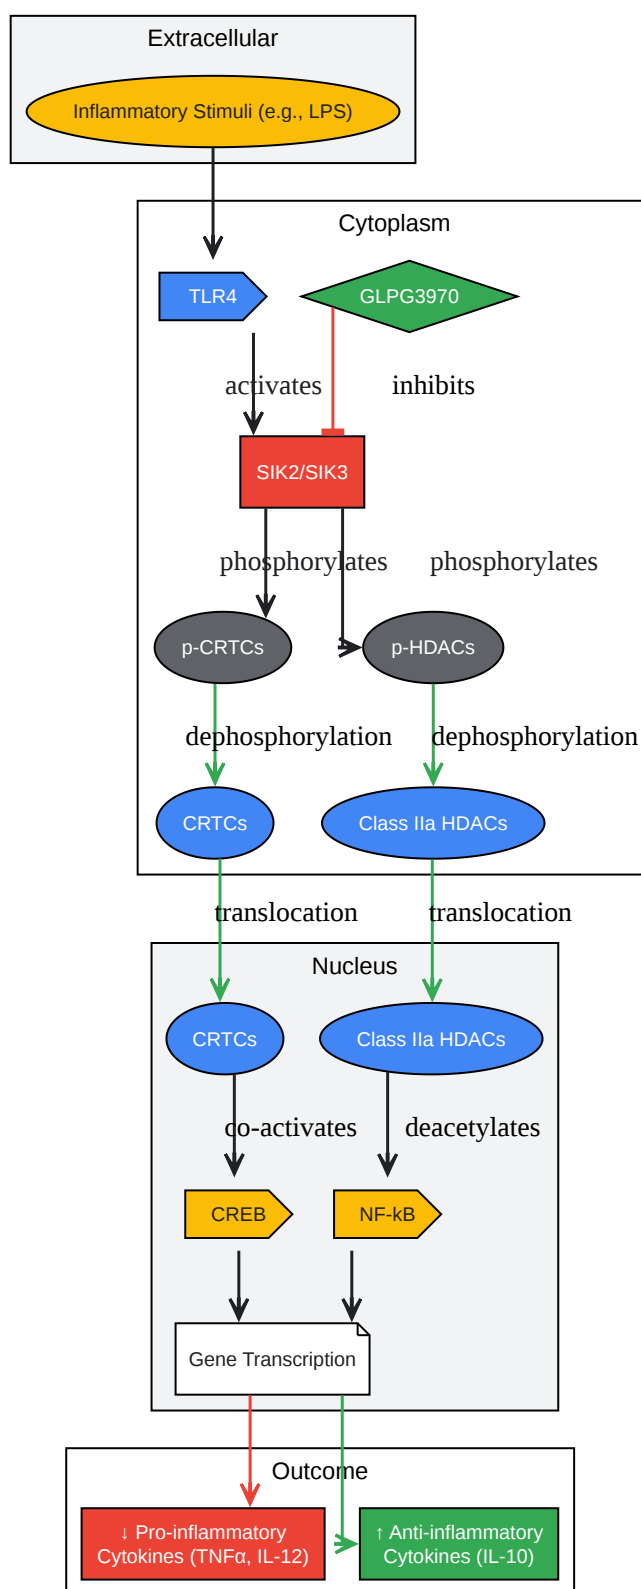 Extracellular
Inflammatory Stimuli (e.g., LPS)
Cytoplasm
TLR4
GLPG3970
activates
inhibits
SIK2/SIK3
phosphorylates
phosphorylates
p-CRTCs
p-HDACs
dephosphorylation
dephosphorylation
CRTCs
Class IIa HDACs
translocation
translocation
Nucleus
CRTCs
Class IIa HDACs
co-activates
deacetylates
CREB
NF-kB
Gene Transcription
Outcome
↓ Pro-inflammatory
Cytokines (TNFα, IL-12)
↑ Anti-inflammatory
Cytokines (IL-10)